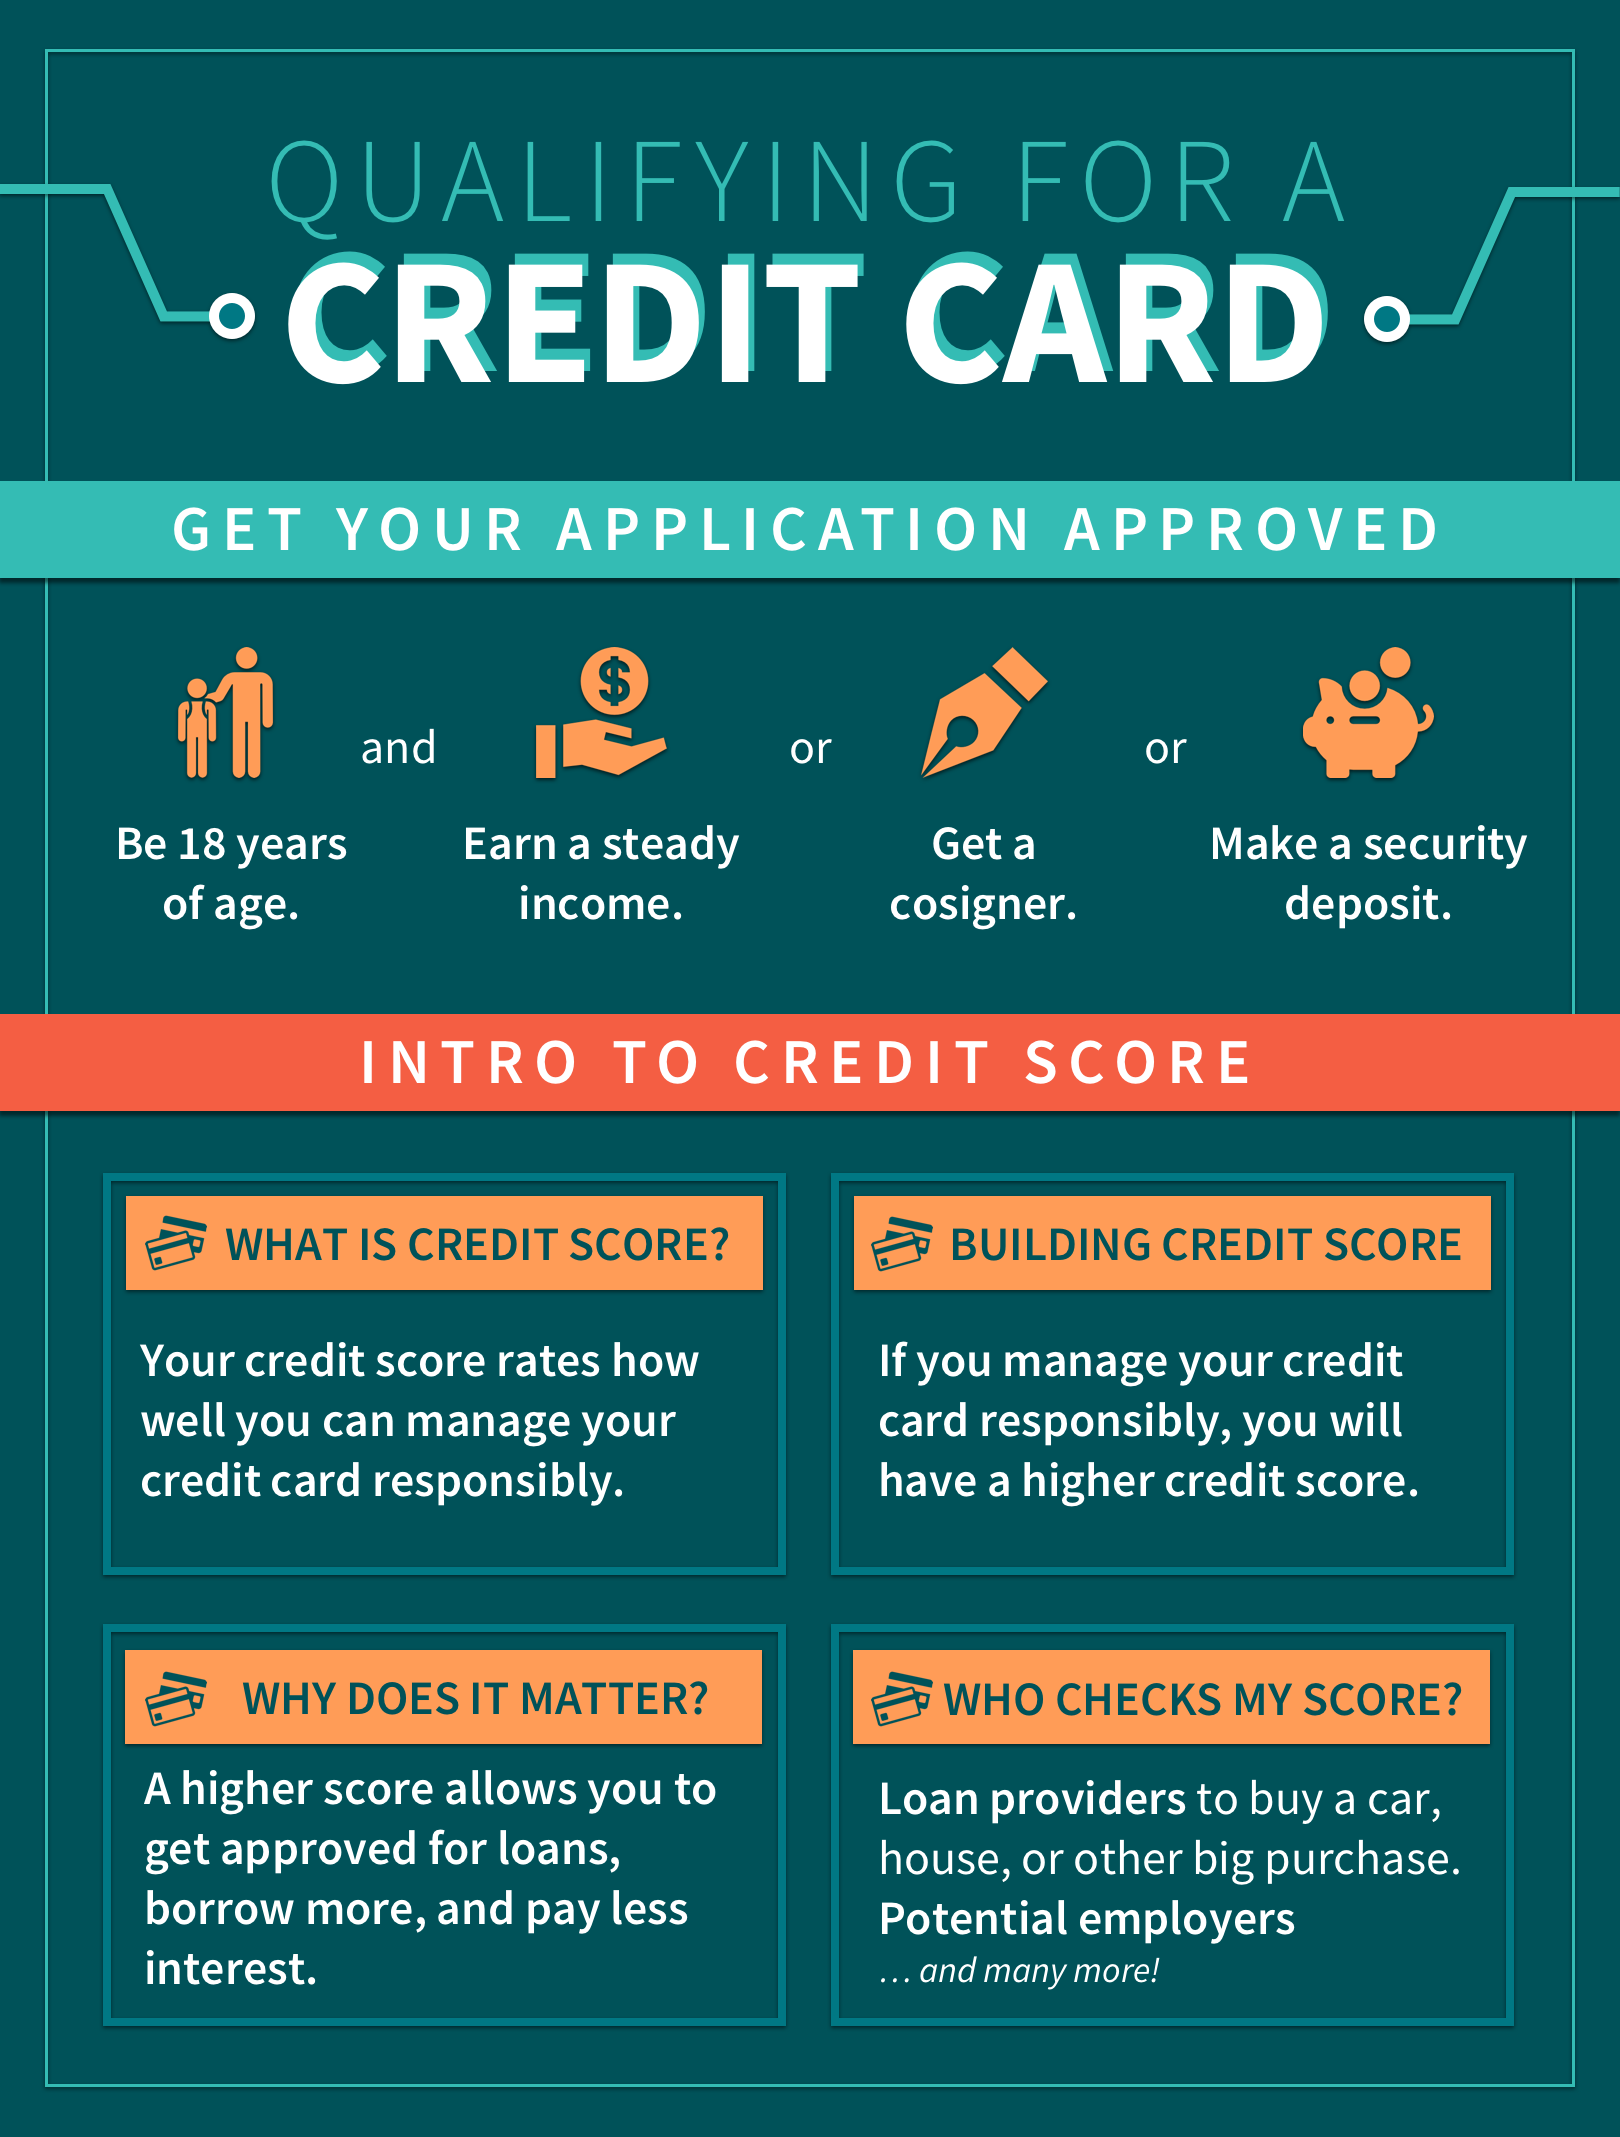 QUALIFYING FOR A
CREDIT CARD
GET YOUR APPLICATION APPROVED
Be 18 years
of age.
and
$
Earn a steady
income.
or
Get a
cosigner.
or
Make a security
deposit.
INTRO TO CREDIT SCORE
WHAT IS CREDIT SCORE?
Your credit score rates how
well you can manage your
credit card responsibly.
BUILDING CREDIT SCORE
If you manage your credit
card responsibly, you will
have a higher credit score.
WHY DOES IT MATTER?
A higher score allows you to
get approved for loans,
borrow more, and pay less
interest.
WHO CHECKS MY SCORE?
Loan providers to buy a car,
house, or other big purchase.
Potential employers
... and many more!